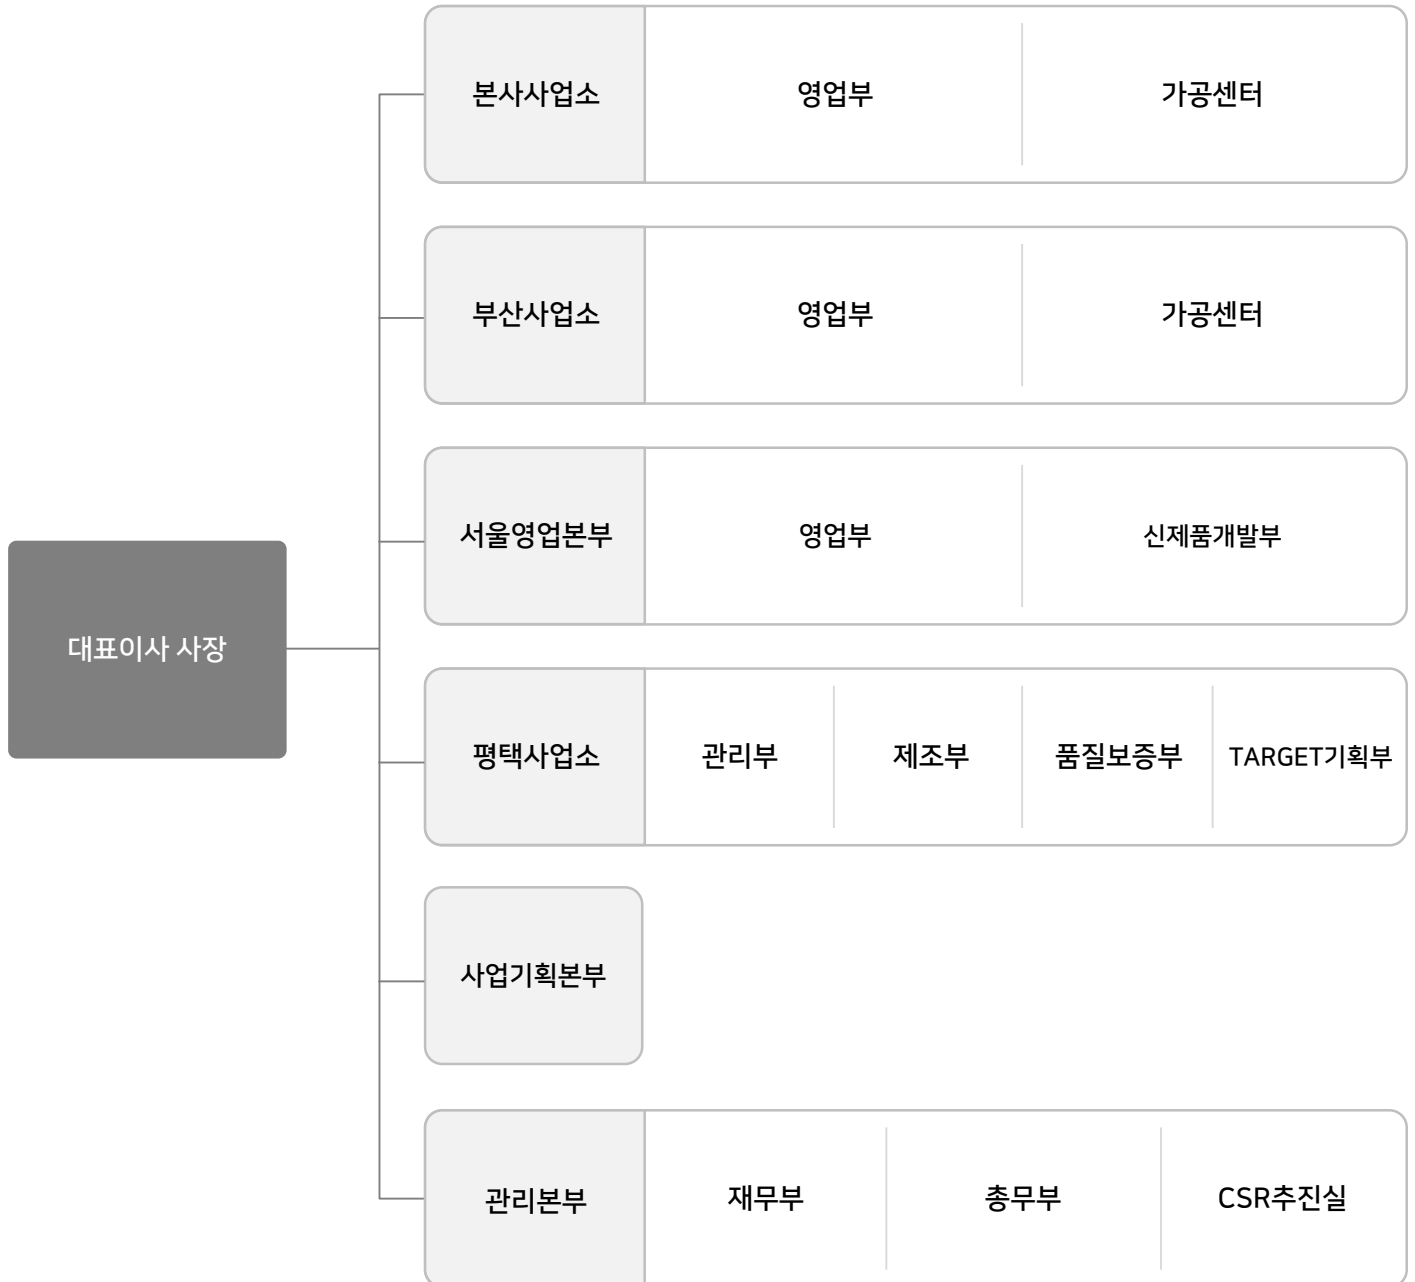 본사사업소 영업부 가공센터
부산사업소 영업부 가공센터
서울영업본부 영업부 신제품개발부
대표이사 사장
평택사업소 관리부 제조부 품질보증부 TARGET기획부
사업기획본부
관리본부 재무부 총무부 CSR추진실